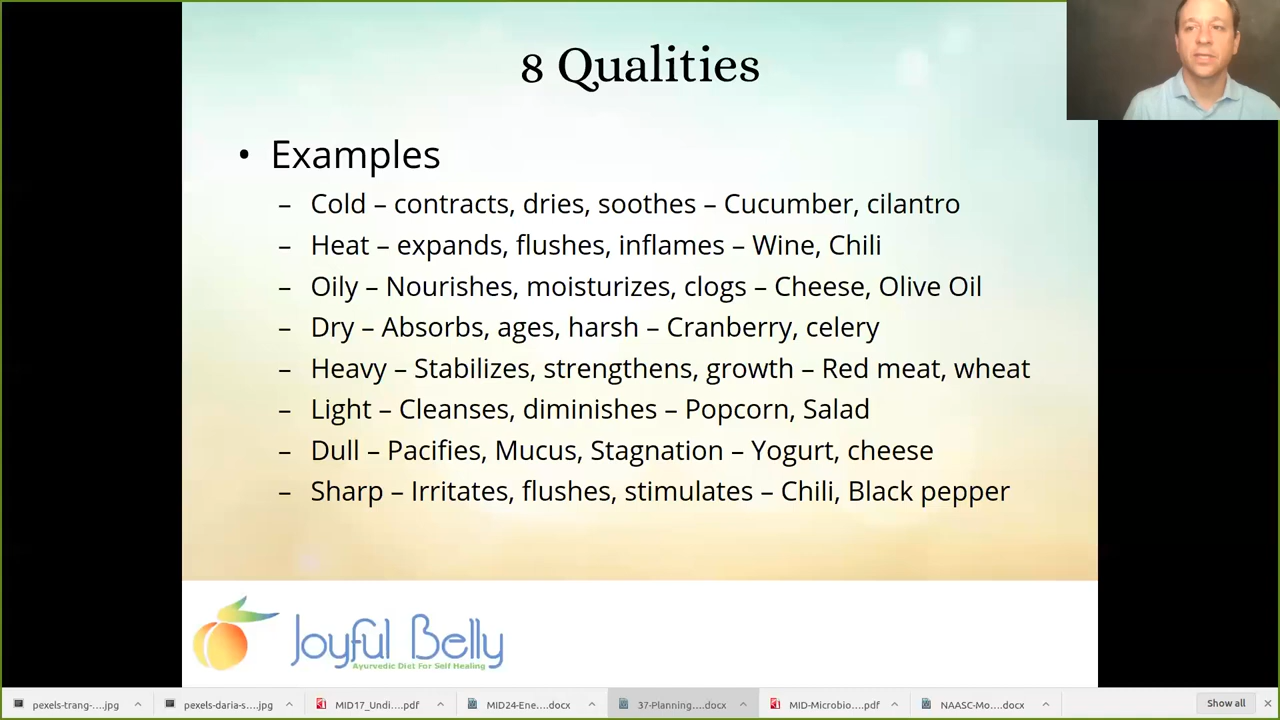 8 Qualities
• Examples
– Cold – contracts, dries, soothes – Cucumber, cilantro
– Heat – expands, flushes, inflames – Wine, Chili
– Oily – Nourishes, moisturizes, clogs – Cheese, Olive Oil
– Dry – Absorbs, ages, harsh – Cranberry, celery
– Heavy – Stabilizes, strengthens, growth – Red meat, wheat
– Light – Cleanses, diminishes – Popcorn, Salad
– Dull – Pacifies, Mucus, Stagnation – Yogurt, cheese
– Sharp – Irritates, flushes, stimulates – Chili, Black pepper
Joyful Belly
Ayurvedic Diet For Self Healing
pexels-trang-....jpg pexels-daria-s....jpg MID17_Undi....pdf MID24-Ene....docx 37-Planning....docx MID-Microbio....pdf NAASC-Mo....docx Show all